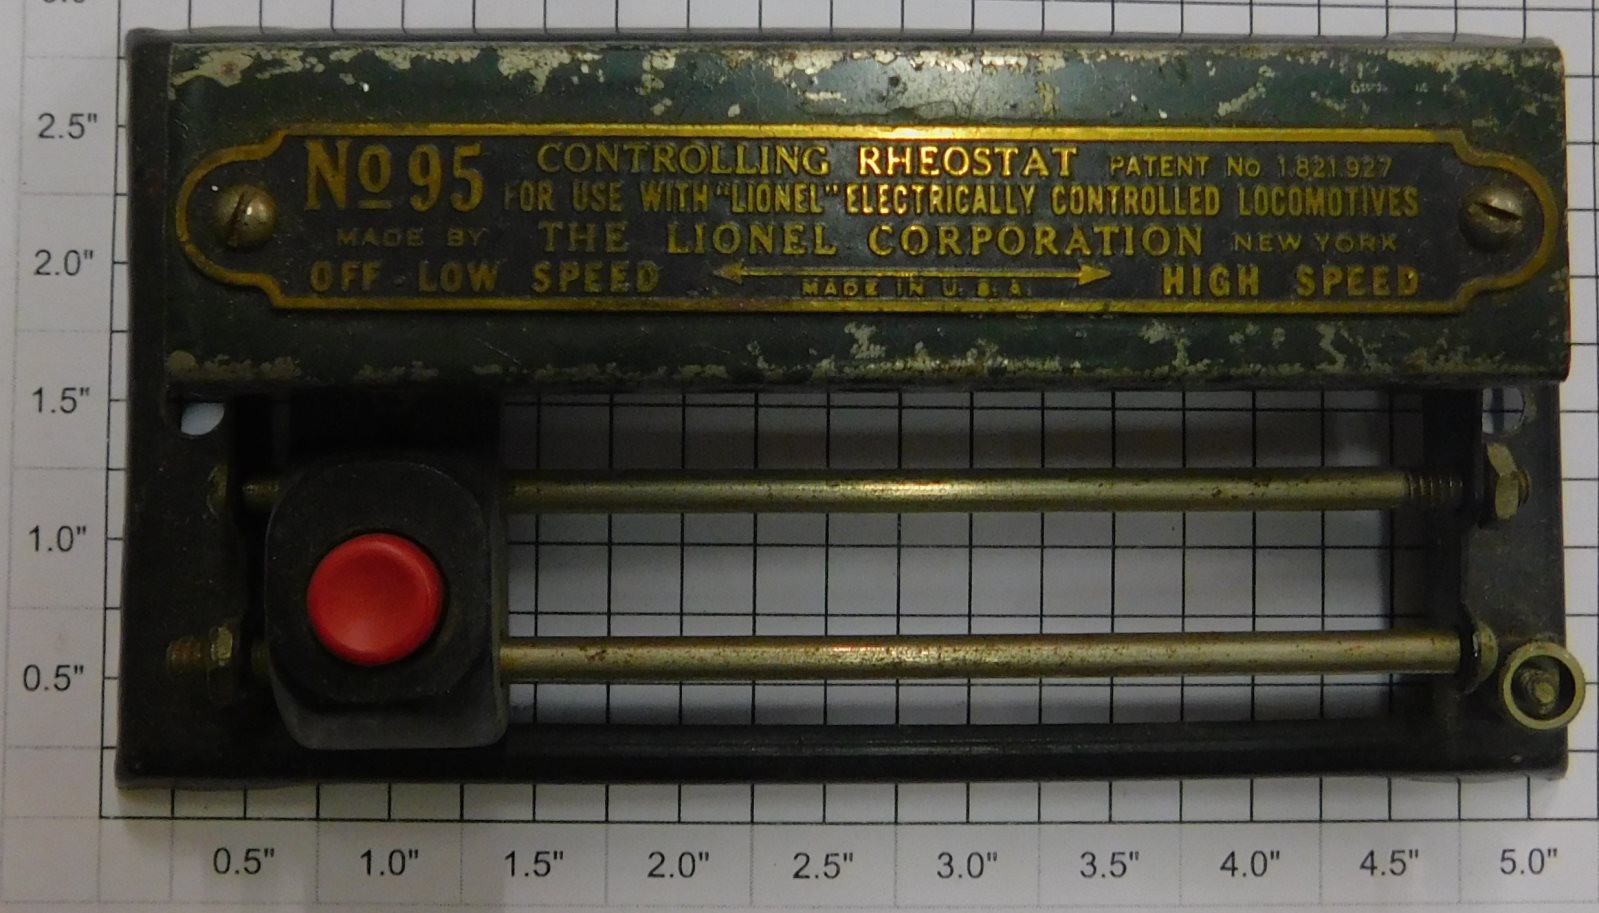 No 95 CONTROLLING RHEOSTAT PATENT No 1.821.927
FOR USE WITH "LIONEL" ELECTRICALLY CONTROLLED LOCOMOTIVES
MADE BY THE LIONEL CORPORATION NEW YORK
OFF - LOW SPEED MADE IN U.S.A. HIGH SPEED
2.5"
2.0"
1.5"
1.0"
0.5"
0.5" 1.0" 1.5" 2.0" 2.5" 3.0" 3.5" 4.0" 4.5" 5.0"